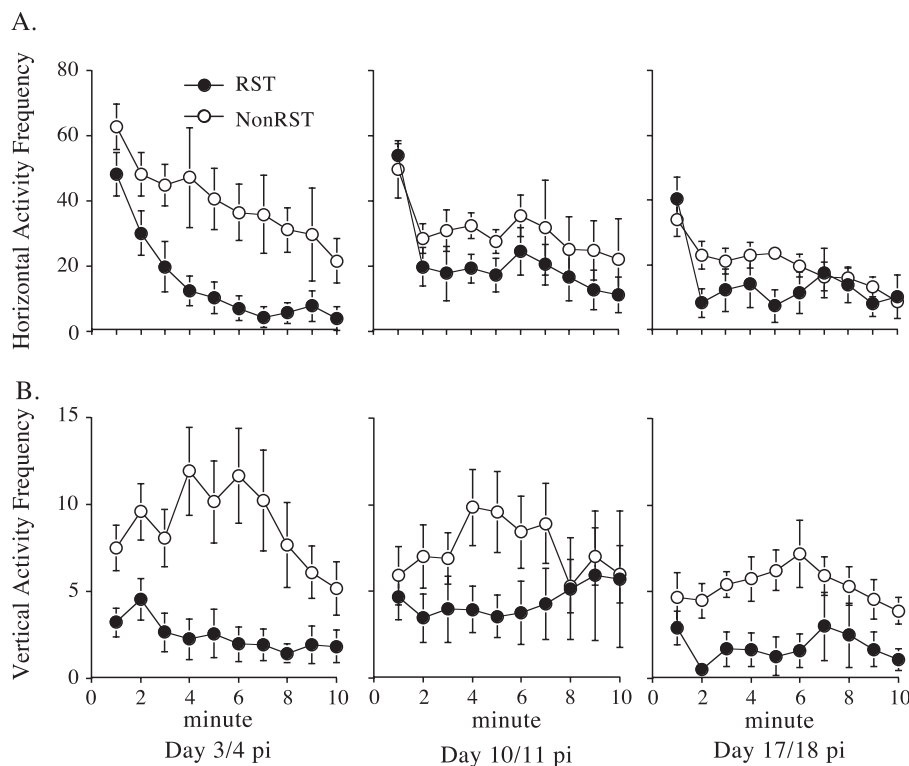 A.
Horizontal Activity Frequency
80
60
40
20
0
RST
NonRST
B.
Vertical Activity Frequency
15
10
5
0
0 2 4 6 8 10
0 2 4 6 8 10
0 2 4 6 8 10
minute
minute
minute
Day 3/4 pi
Day 10/11 pi
Day 17/18 pi